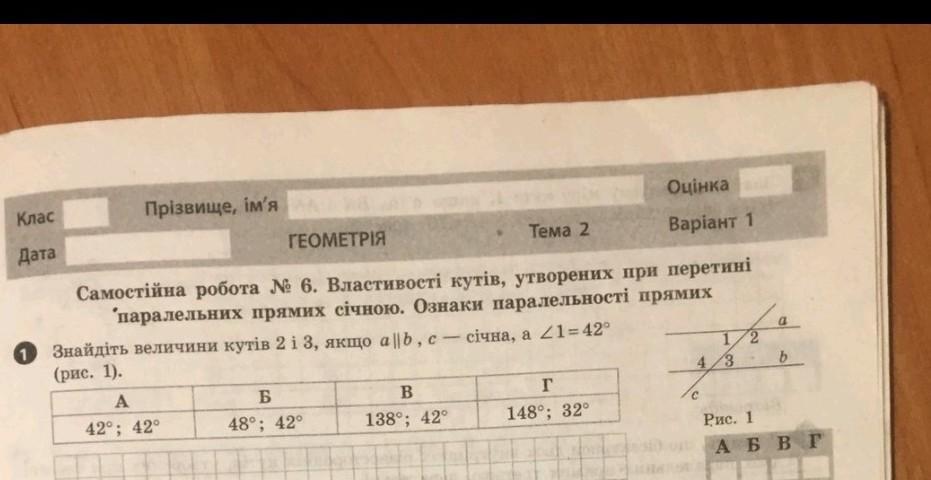 Клас
Прізвище, ім’я
Оцінка
Дата
ГЕОМЕТРІЯ
• Тема 2
Варіант 1
Самостійна робота № 6. Властивості кутів, утворених при перетині
паралельних прямих січною. Ознаки паралельності прямих
1 Знайдіть величини кутів 2 і 3, якщо a∥b, c — січна, а ∠1=42°
(рис. 1).
А Б В Г
42°; 42° 48°; 42° 138°; 42° 148°; 32°
a
1 2
4 3 b
c
Рис. 1
А Б В Г